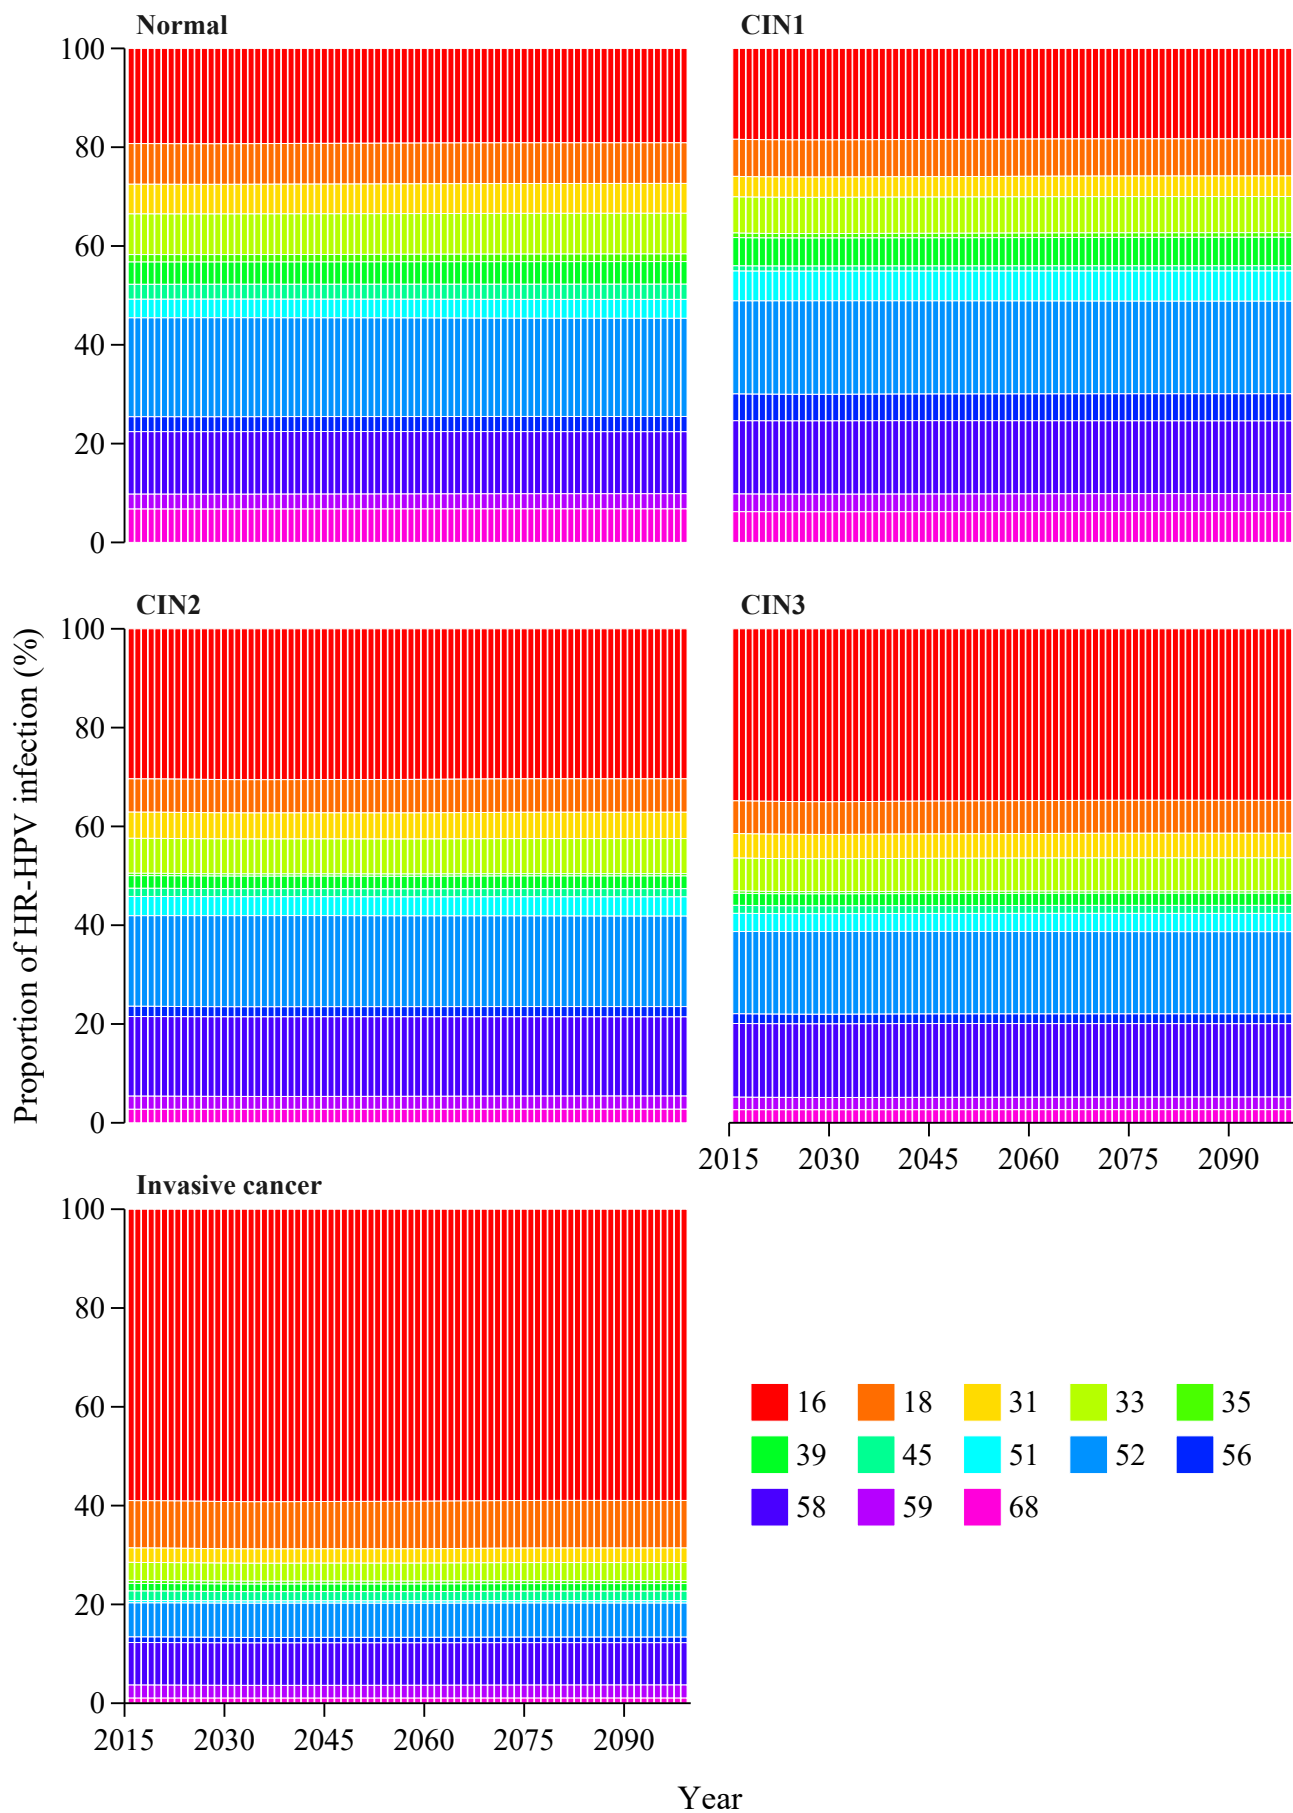 Normal
CIN1
100
80
60
40
20
0
CIN2
CIN3
100
80
60
40
20
0
2015 2030 2045 2060 2075 2090
Proportion of HR-HPV infection (%)
Invasive cancer
100
80
60
40
20
0
2015 2030 2045 2060 2075 2090
16 18 31 33 35
39 45 51 52 56
58 59 68
Year